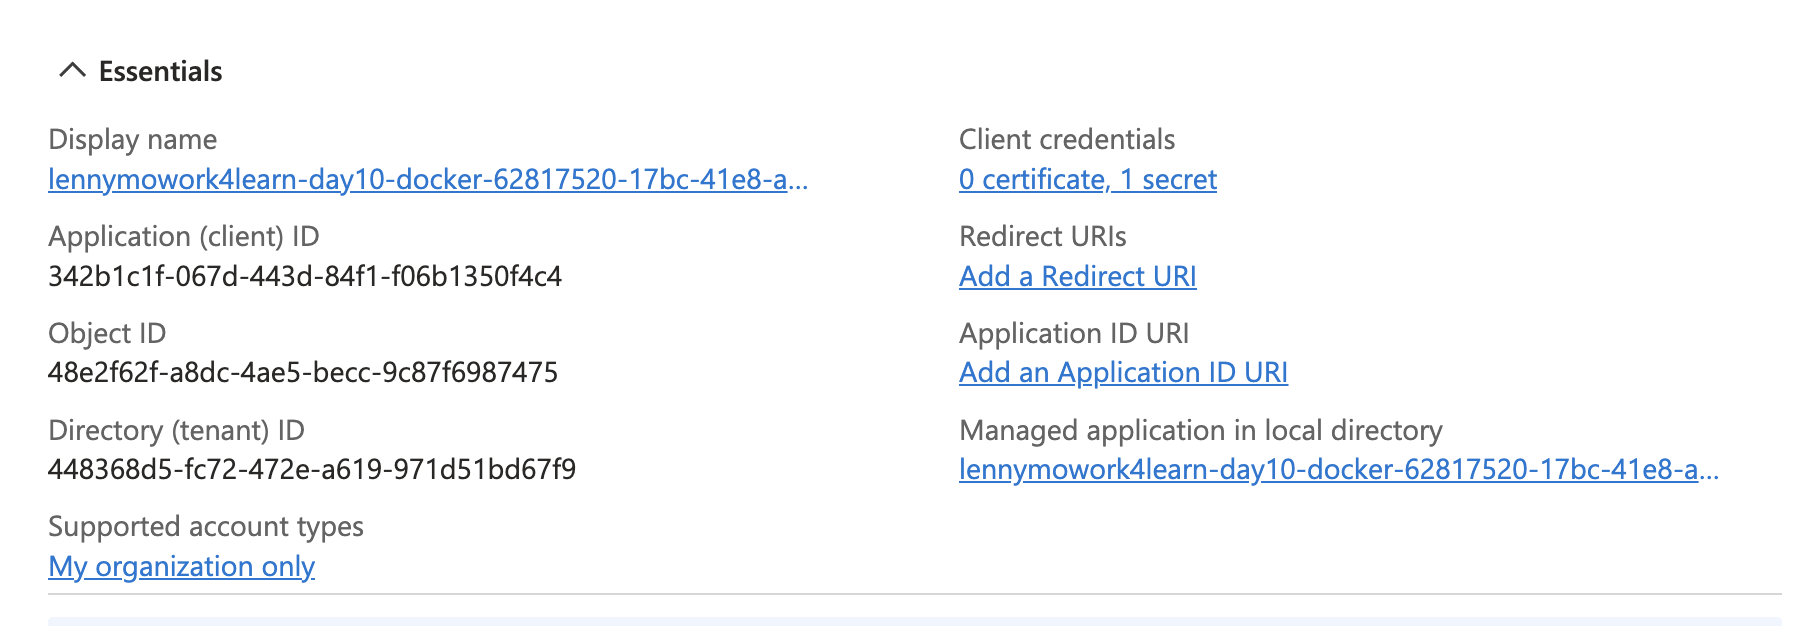 Essentials
Display name
lennymowork4learn-day10-docker-62817520-17bc-41e8-a...
Application (client) ID
342b1c1f-067d-443d-84f1-f06b1350f4c4
Object ID
48e2f62f-a8dc-4ae5-becc-9c87f6987475
Directory (tenant) ID
448368d5-fc72-472e-a619-971d51bd67f9
Supported account types
My organization only
Client credentials
0 certificate, 1 secret
Redirect URIs
Add a Redirect URI
Application ID URI
Add an Application ID URI
Managed application in local directory
lennymowork4learn-day10-docker-62817520-17bc-41e8-a...